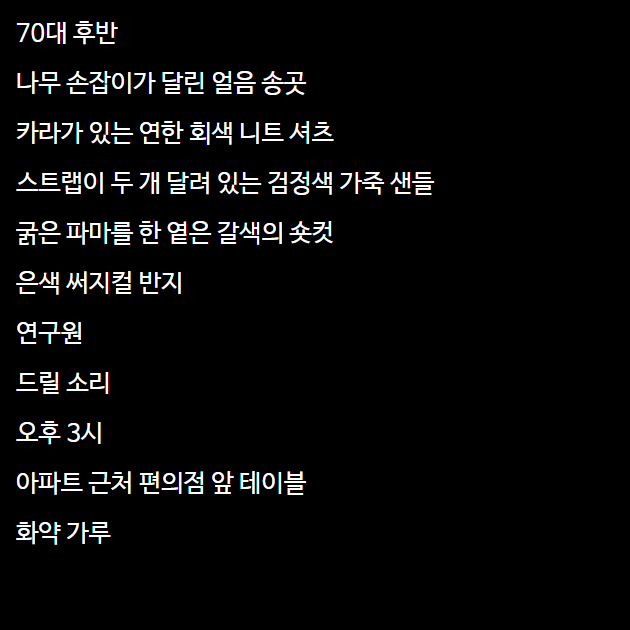 70대 후반
나무 손잡이가 달린 얼음 송곳
카라가 있는 연한 회색 니트 셔츠
스트랩이 두 개 달려 있는 검정색 가죽 샌들
굵은 파마를 한 옅은 갈색의 숏컷
은색 써지컬 반지
연구원
드릴 소리
오후 3시
아파트 근처 편의점 앞 테이블
화약 가루